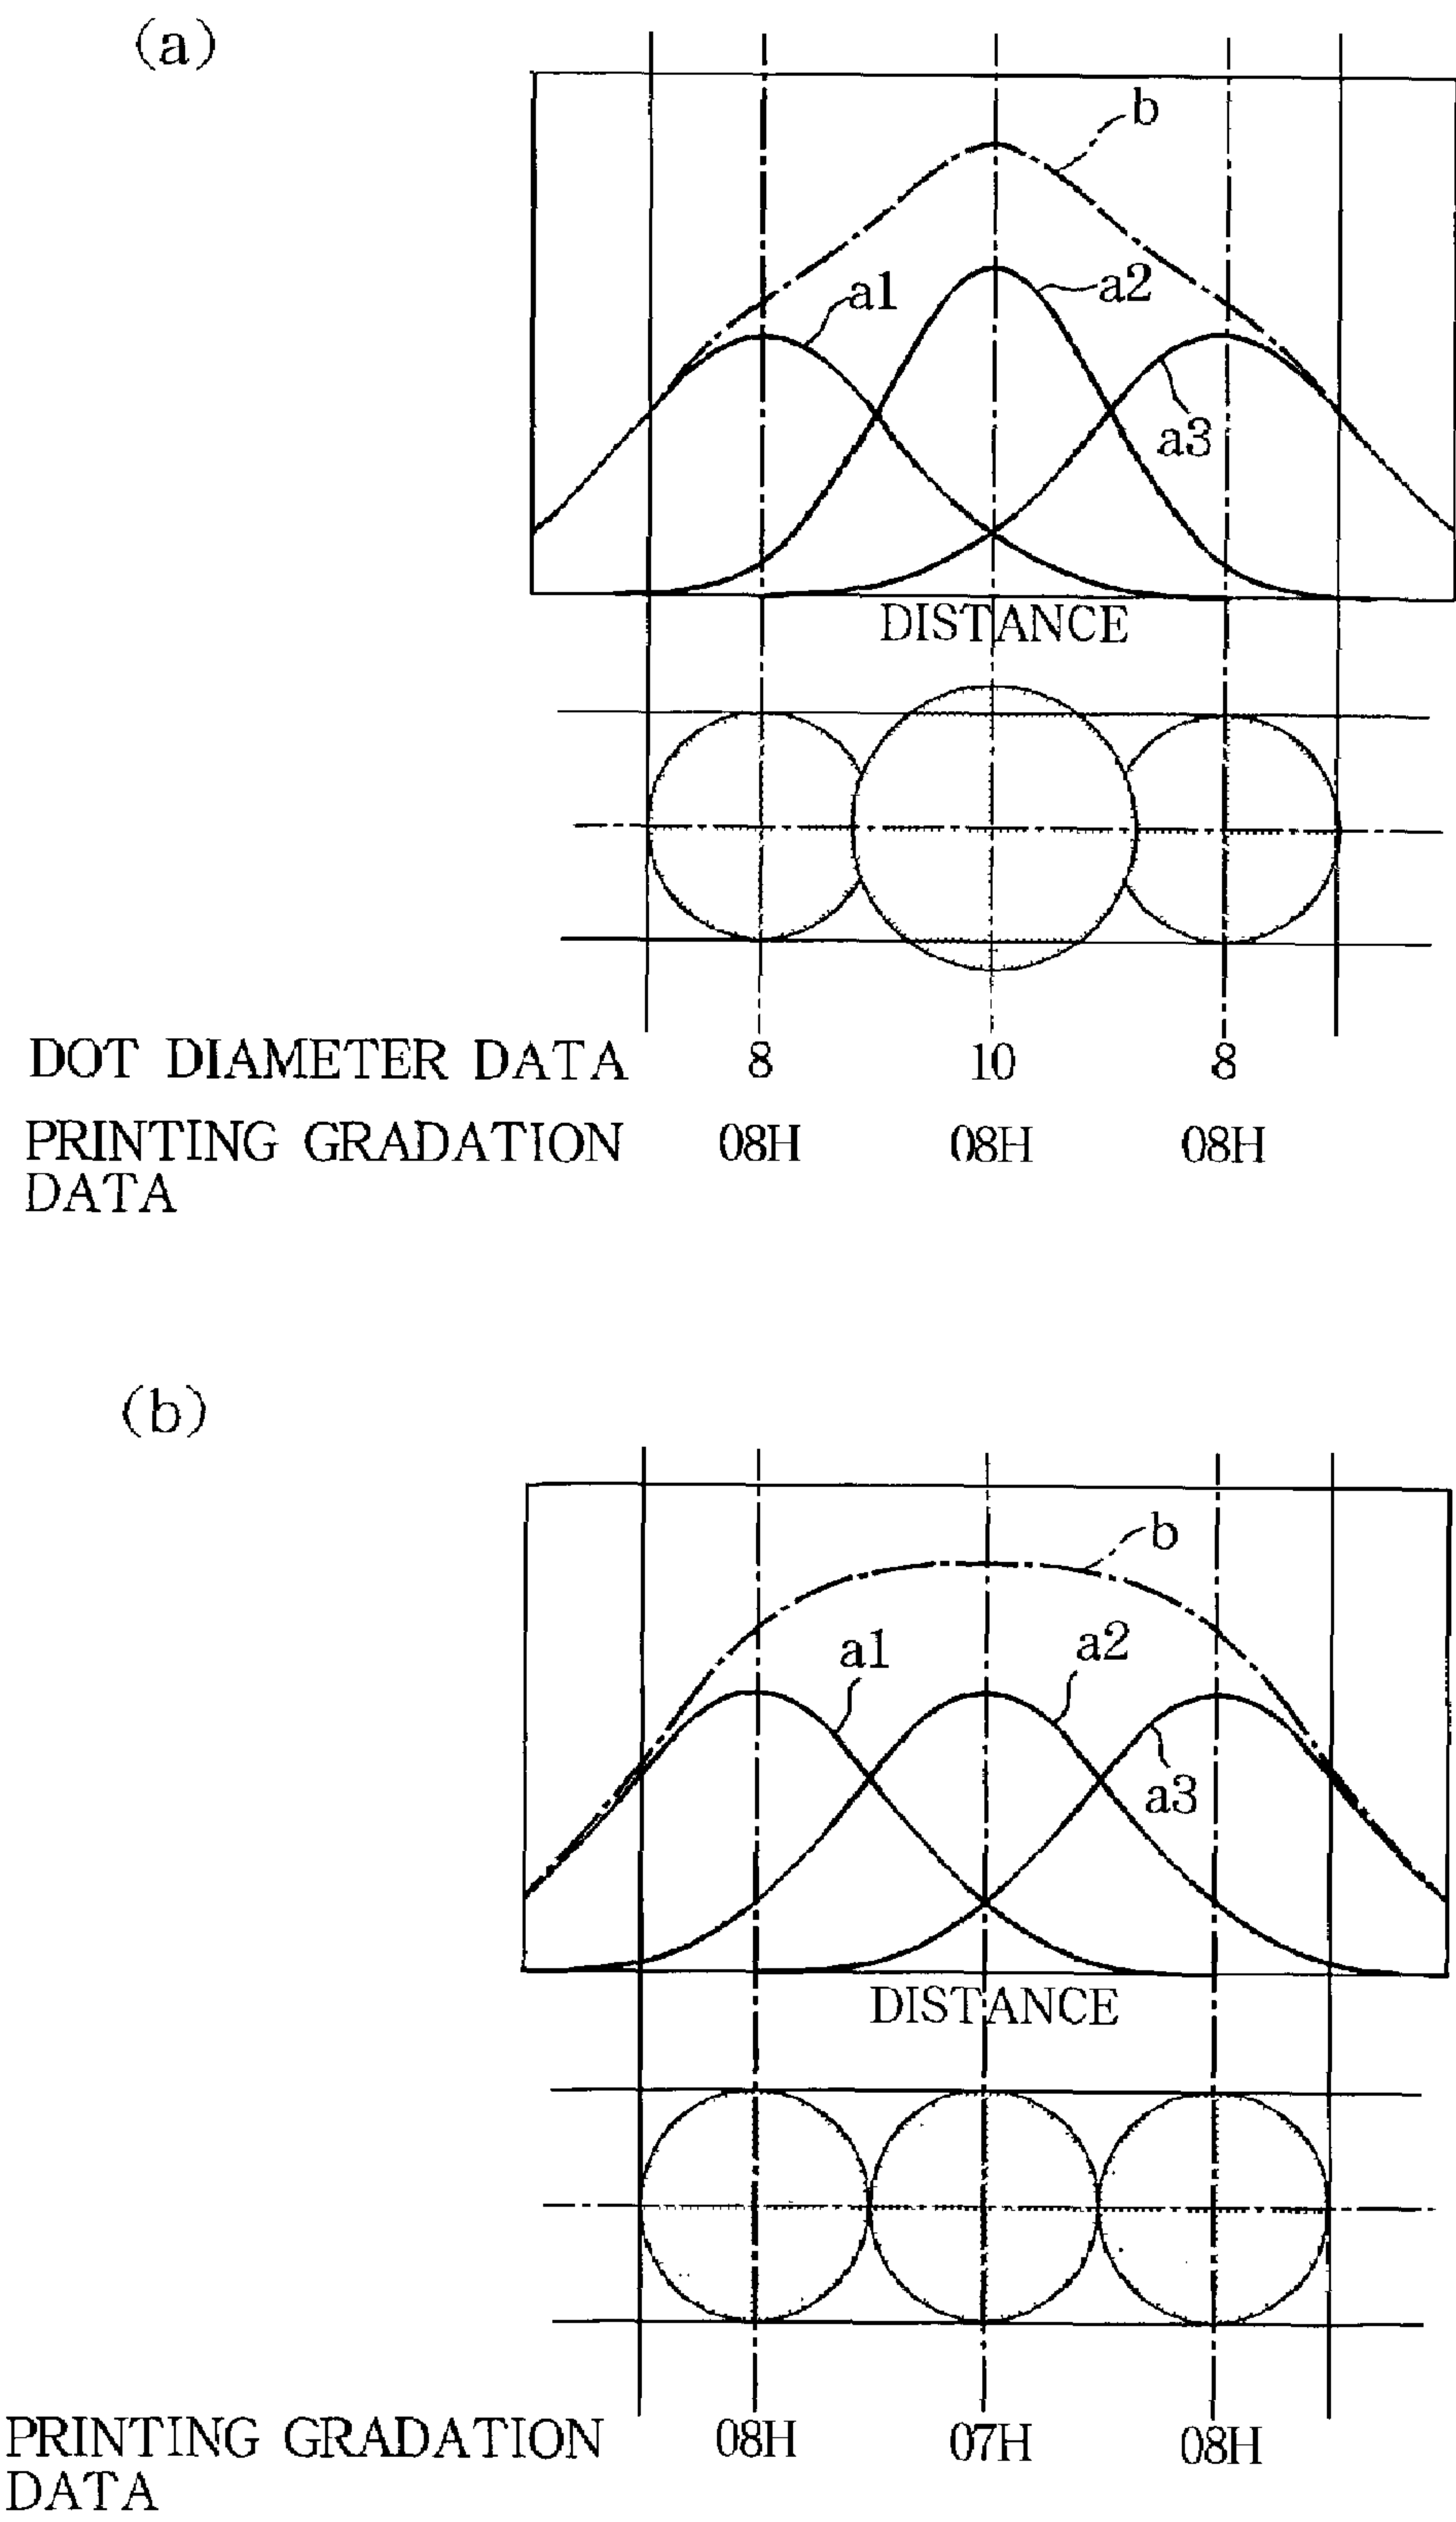 (a)
b
a1
a2
a3
DISTANCE
DOT DIAMETER DATA 8 10 8
PRINTING GRADATION 08H 08H 08H
DATA
(b)
b
a1
a2
a3
DISTANCE
PRINTING GRADATION 08H 07H 08H
DATA